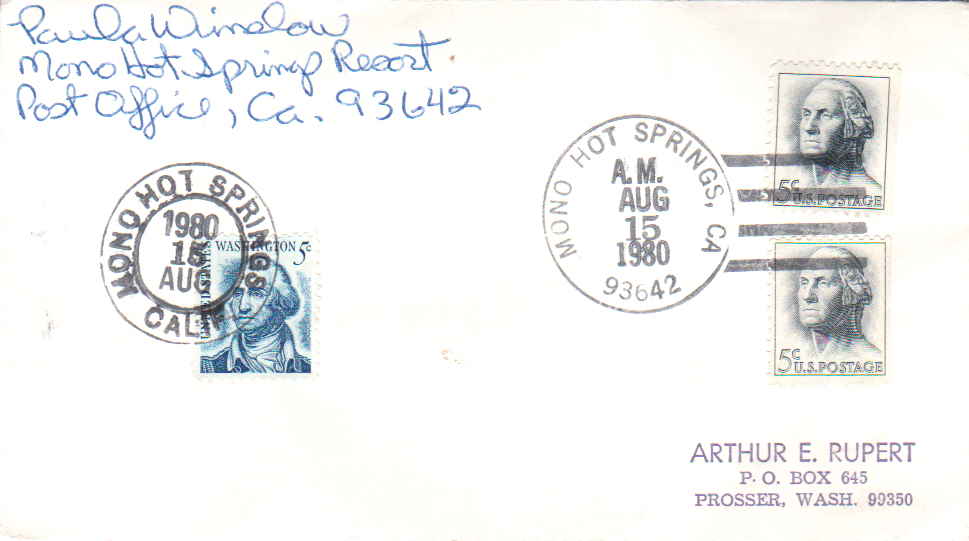 Paula Winslow
Mono Hot Springs Resort
Post Office, Ca. 93642
MONO HOT SPRINGS,
1980
15
AUG
CALIF.
WASHINGTON 5c
UNITED STATES
MONO HOT SPRINGS, CA
A.M.
AUG
15
1980
93642
5c
U.S. POSTAGE
5c
U.S. POSTAGE
ARTHUR E. RUPERT
P. O. BOX 645
PROSSER, WASH. 99350